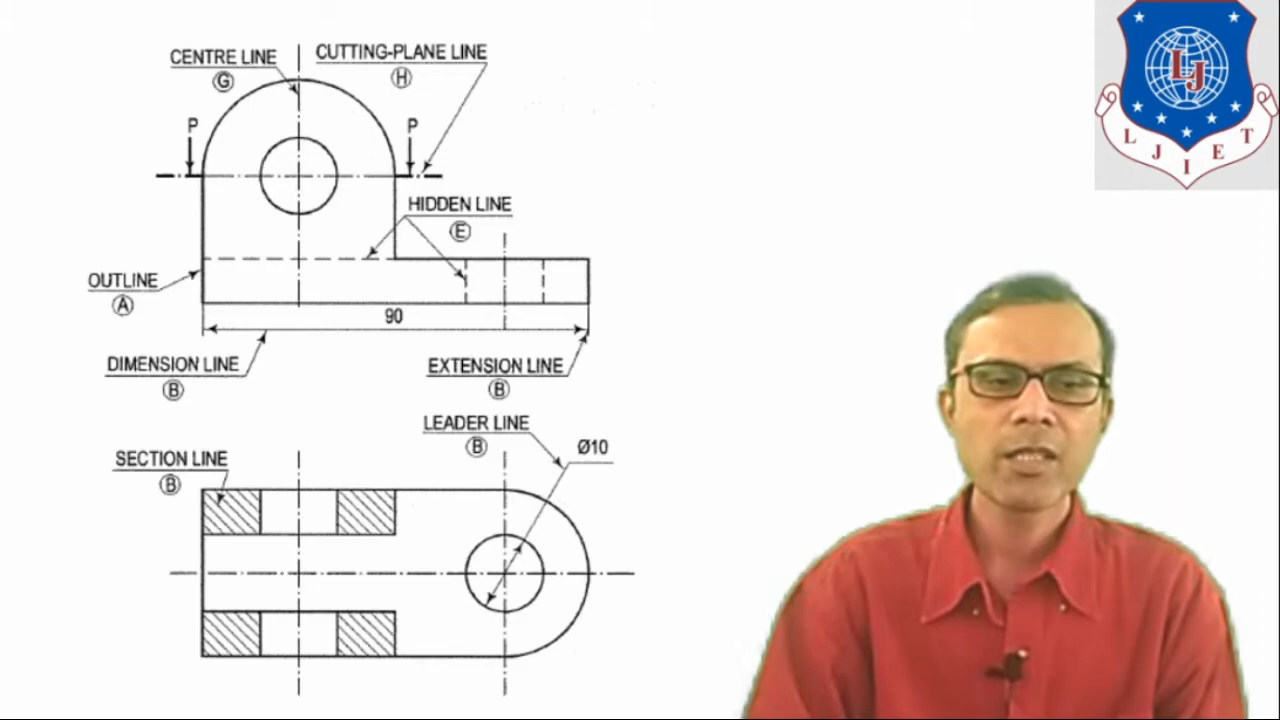 CENTRE LINE
G
CUTTING-PLANE LINE
H
P
P
HIDDEN LINE
E
OUTLINE
A
90
DIMENSION LINE
B
EXTENSION LINE
B
LEADER LINE
B
Ø10
SECTION LINE
B
LJ
LJIET